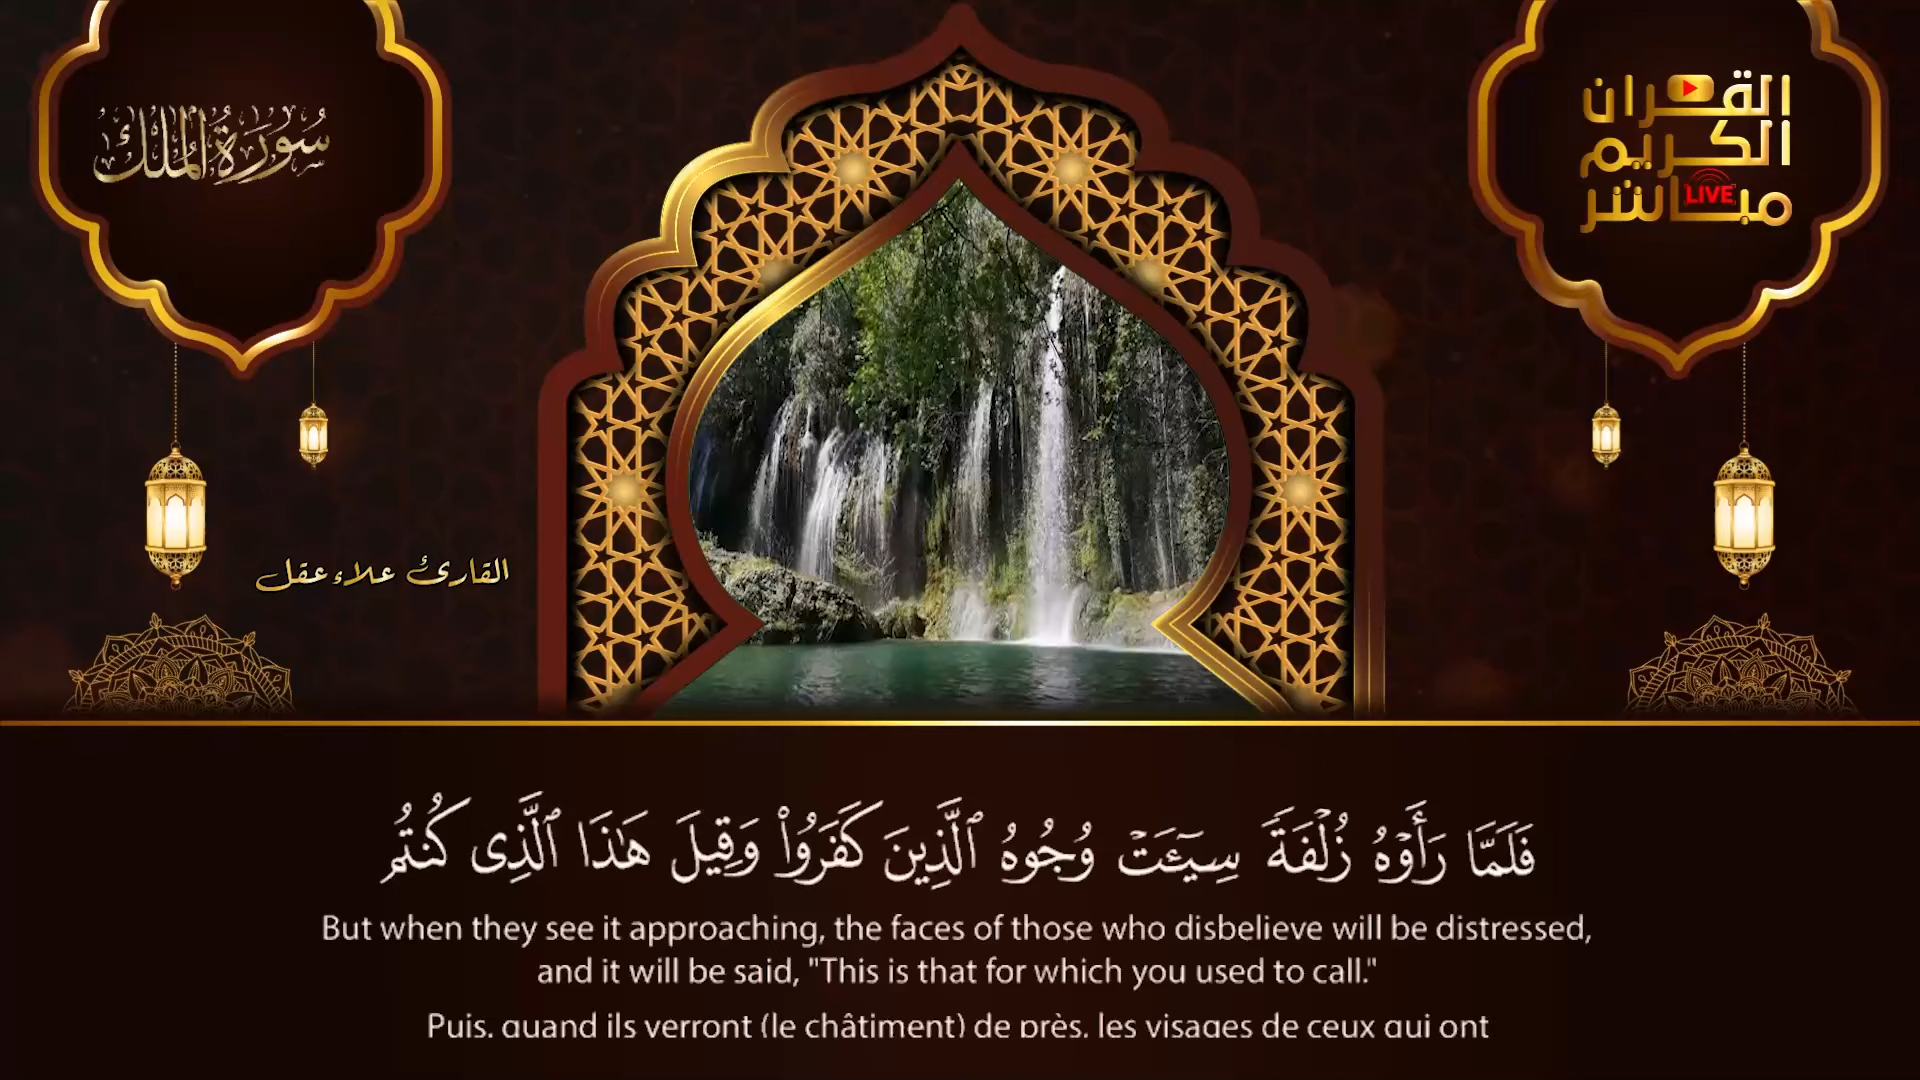 سُورَةُ المُلك
القران
الكريم
مباشر
LIVE
القارئ علاء عقل
فَلَمَّا رَأَوۡهُ زُلۡفَةٗ سِيٓـَٔتۡ وُجُوهُ ٱلَّذِينَ كَفَرُواْ وَقِيلَ هَٰذَا ٱلَّذِى كُنتُم
But when they see it approaching, the faces of those who disbelieve will be distressed,
and it will be said, "This is that for which you used to call."
Puis, quand ils verront (le châtiment) de près, les visages de ceux qui ont